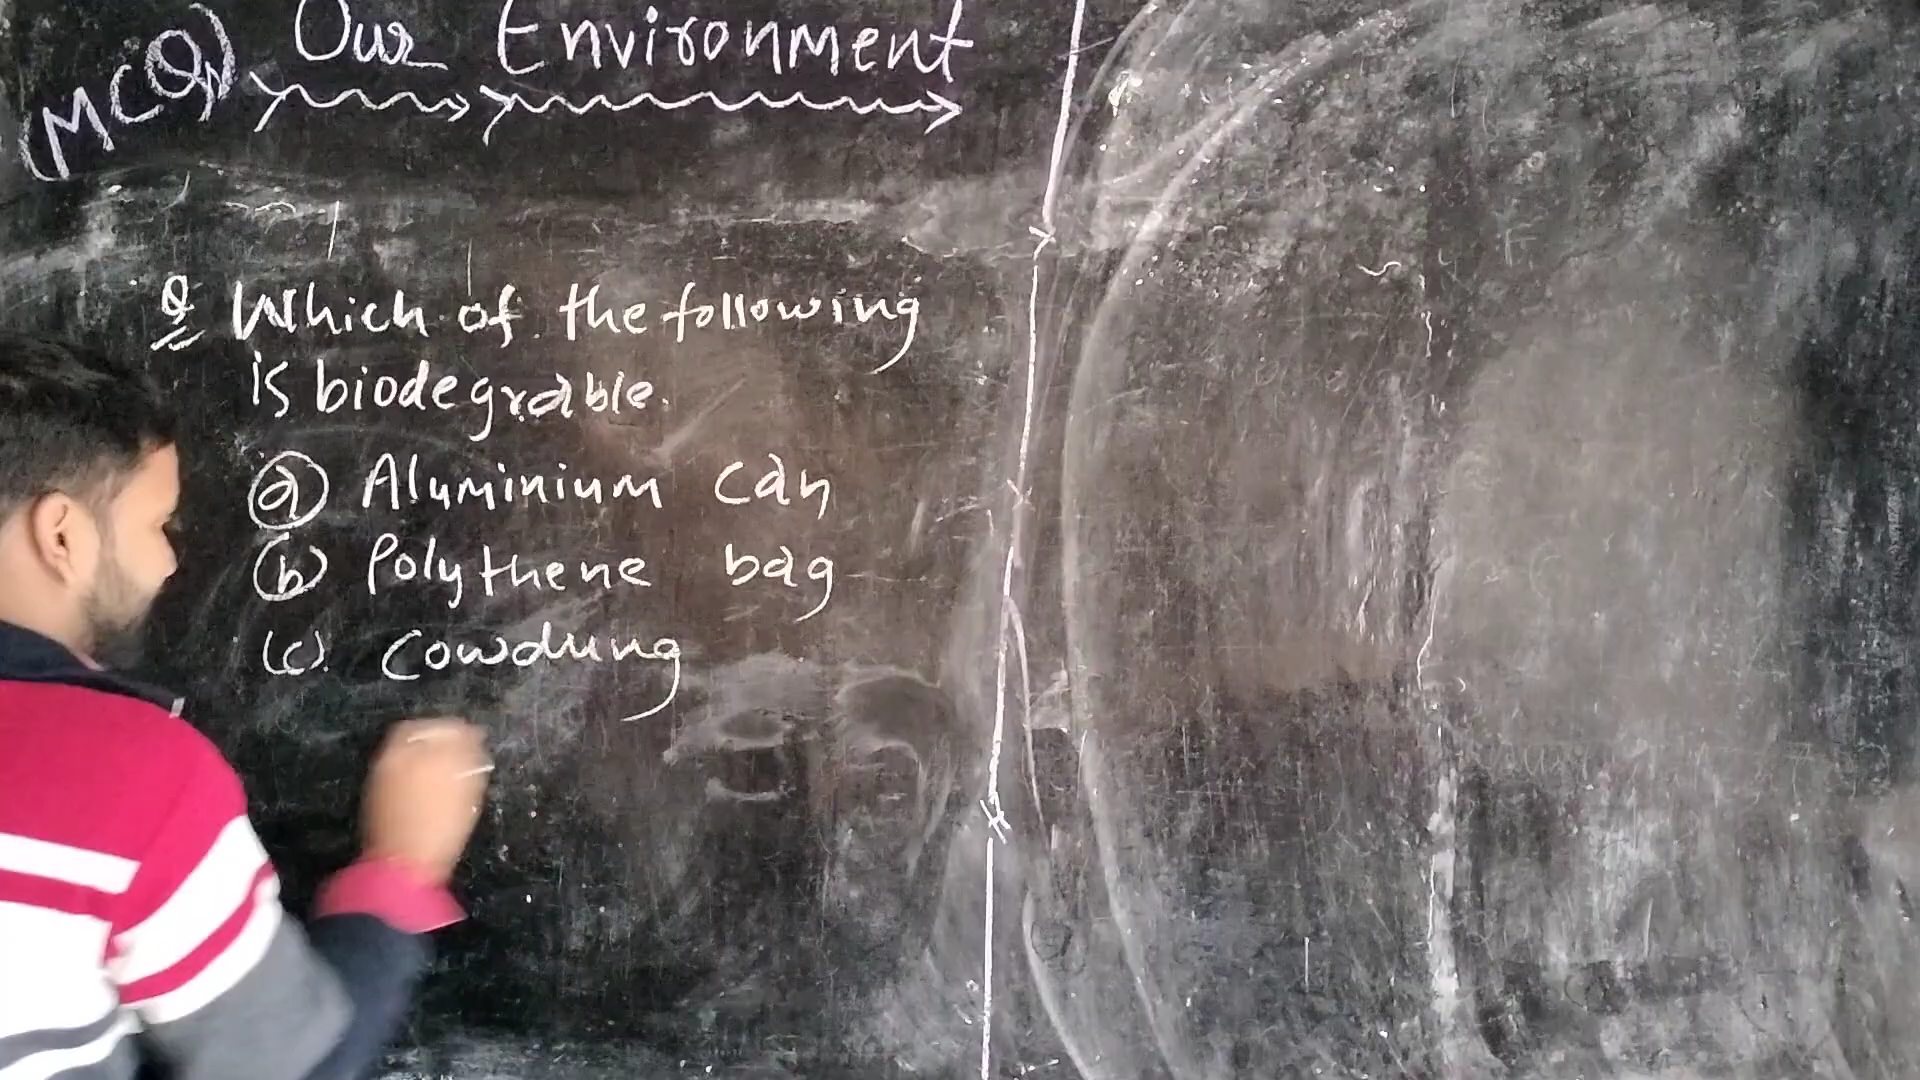 (MCQs) Our Environment
Q Which of the following
is biodegrable.
(a) Aluminium can
(b) Polythene bag
(c). Cowdung